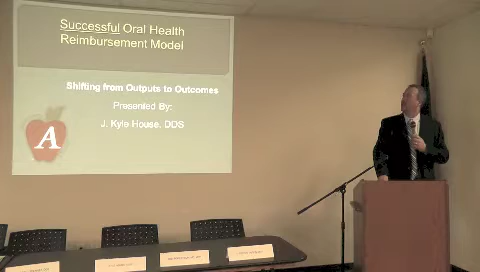 Successful Oral Health
Reimbursement Model
Shifting from Outputs to Outcomes
Presented By:
J. Kyle House, DDS
A